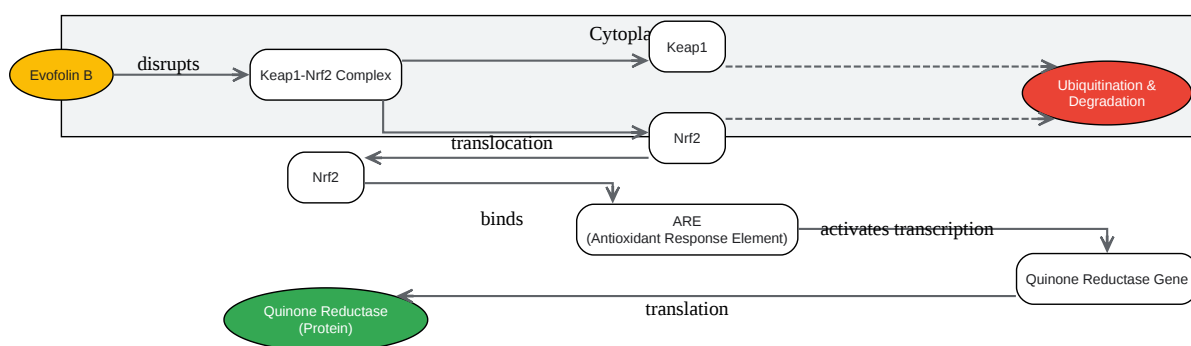 Cytopla
Keap1
Evofolin B
disrupts
Keap1-Nrf2 Complex
Ubiquitination &
Degradation
Nrf2
translocation
Nrf2
binds
ARE
(Antioxidant Response Element)
activates transcription
Quinone Reductase Gene
Quinone Reductase
(Protein)
translation